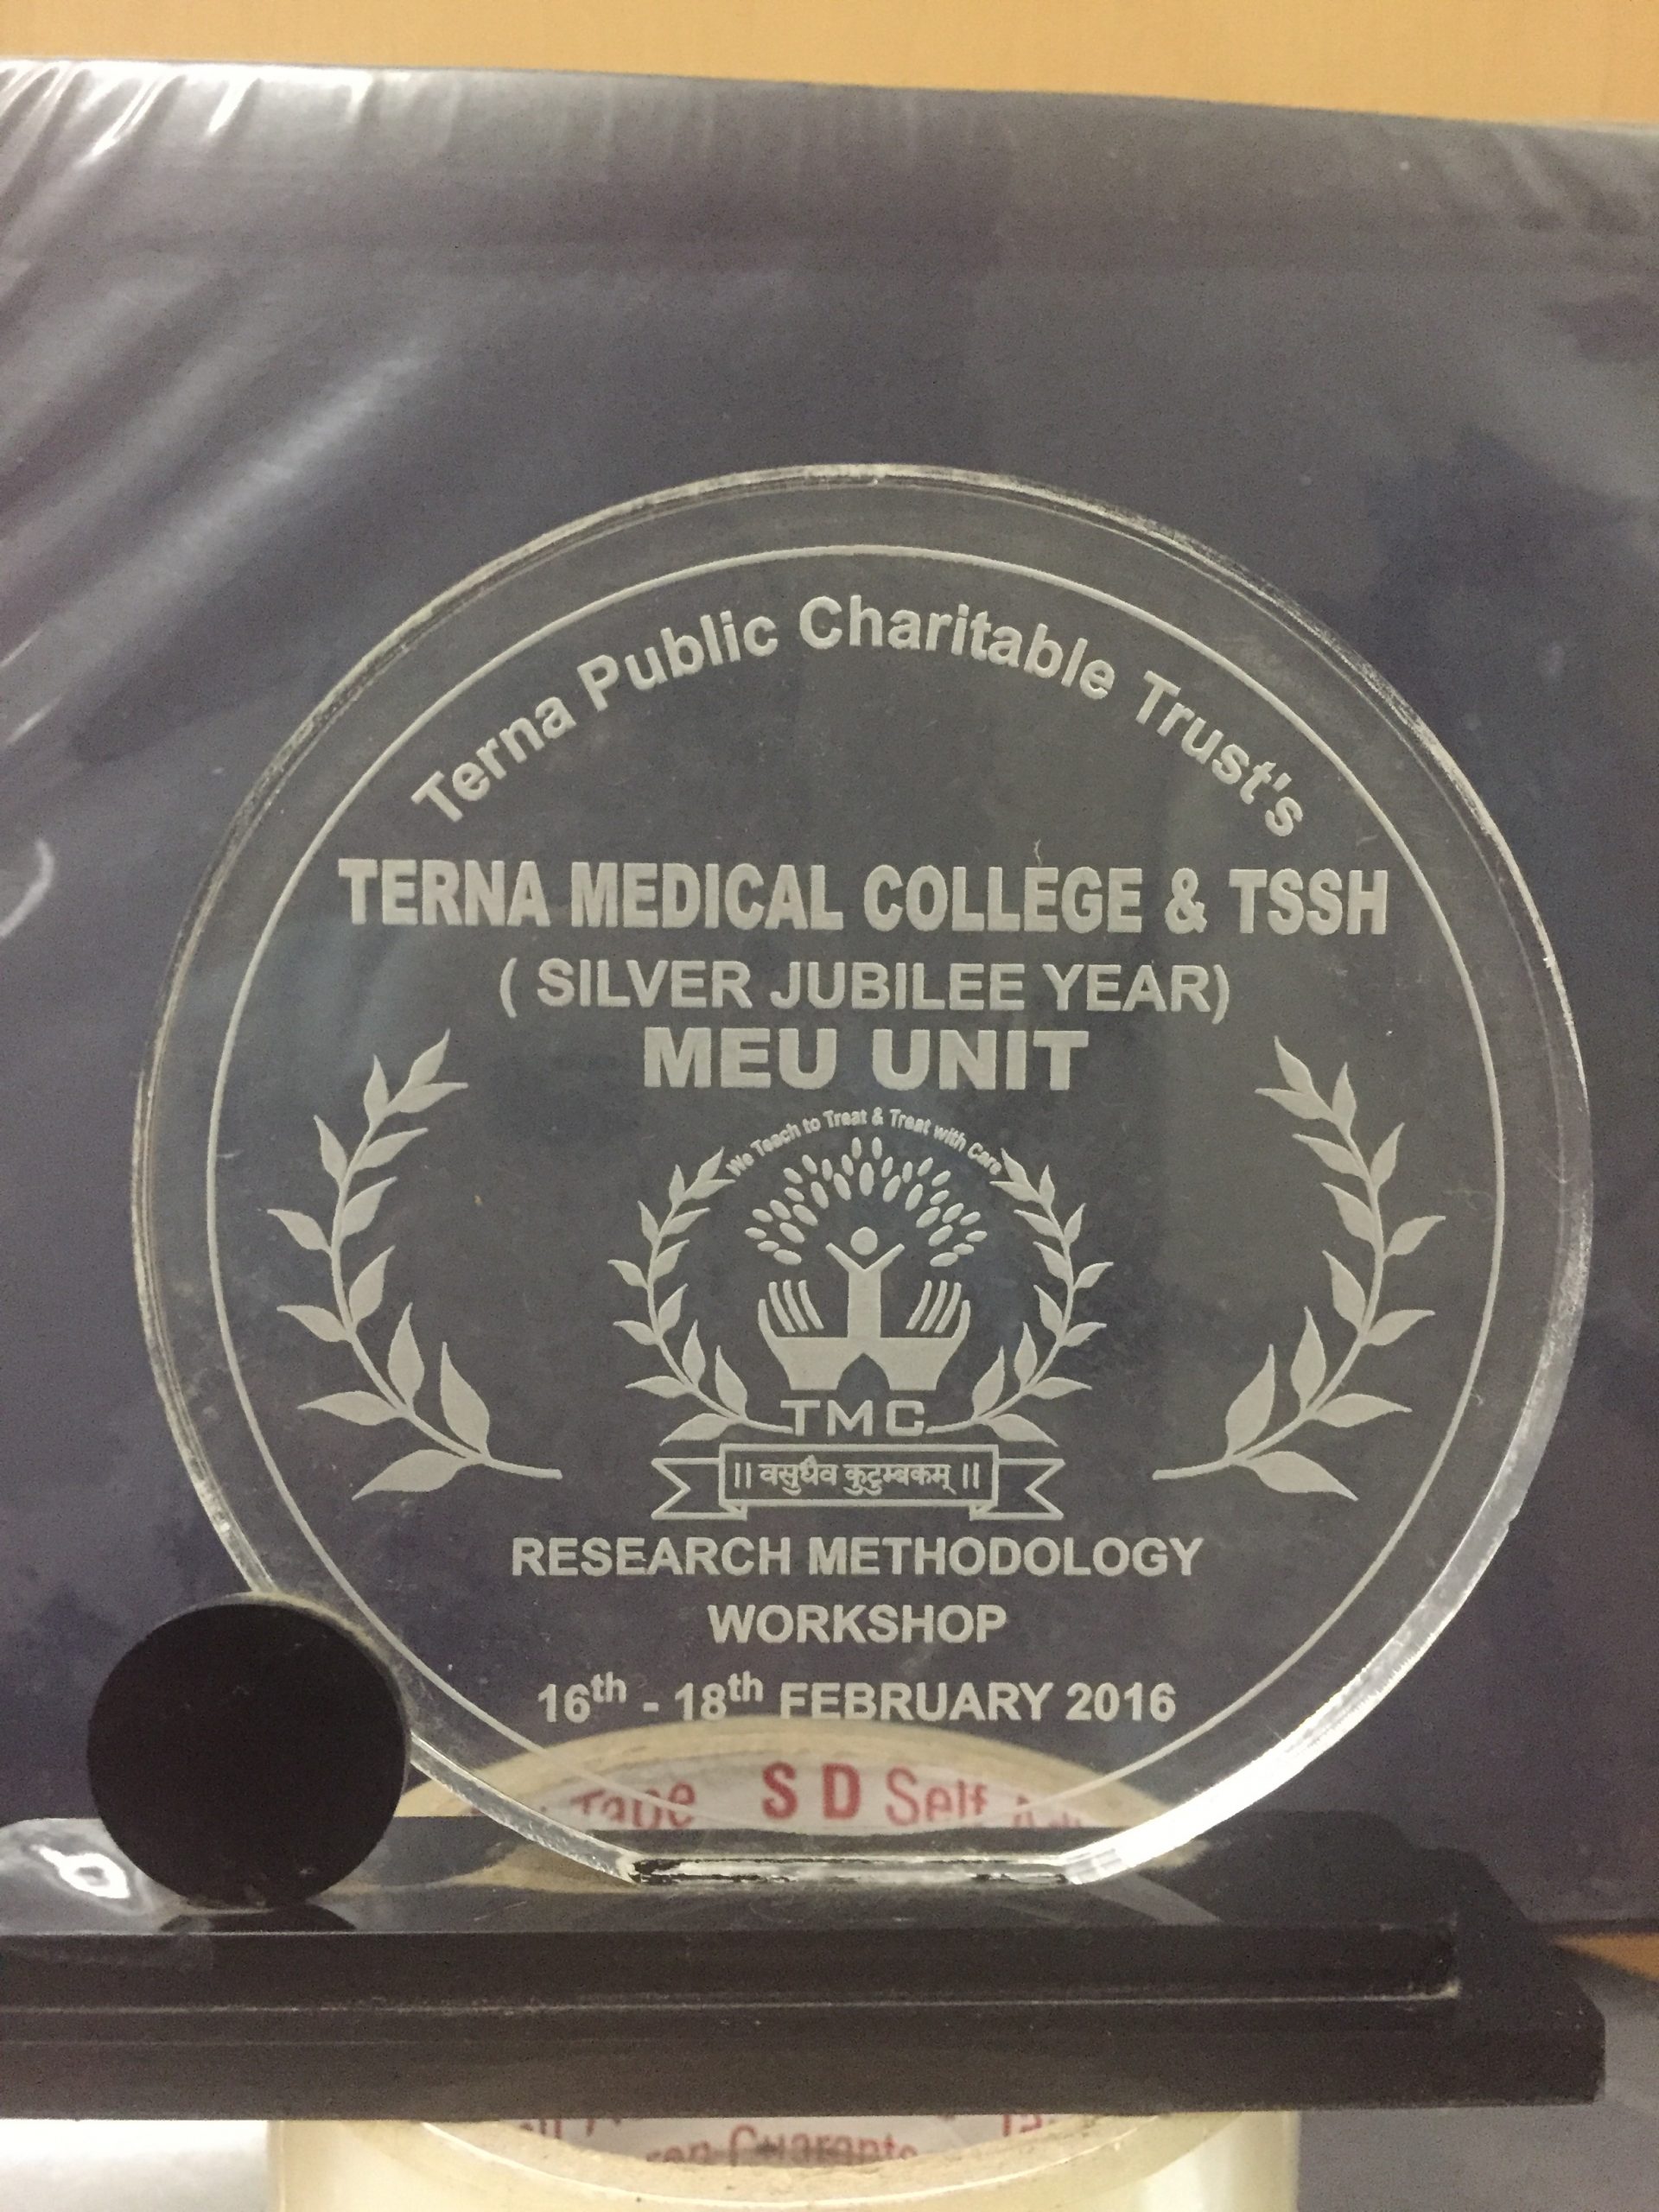 Terna Public Charitable Trust's
TERNA MEDICAL COLLEGE & TSSH
( SILVER JUBILEE YEAR)
MEU UNIT
We Teach to Treat & Treat with Care
TMC
|| वसुधैव कुटुम्बकम् ||
RESEARCH METHODOLOGY
WORKSHOP
16th - 18th FEBRUARY 2016
Tape S D Self